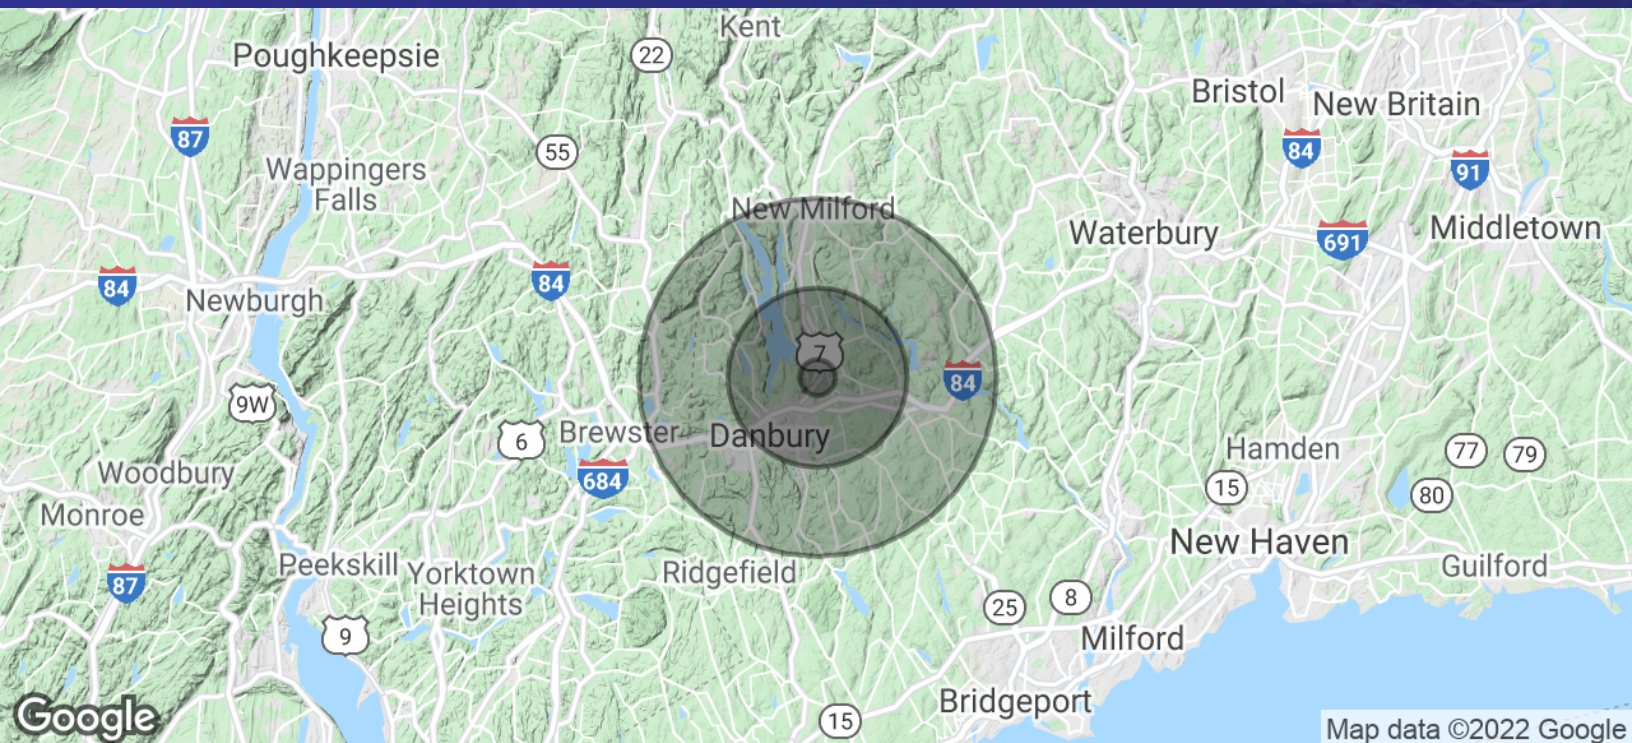 Kent
Poughkeepsie
22
Bristol
New Britain
87
55
84
91
Wappingers
Falls
New Milford
Waterbury
691
Middletown
84
84
Newburgh
7
84
9W
6
Brewster
Danbury
Hamden
77
79
Woodbury
684
15
80
Monroe
New Haven
Peekskill
Yorktown
Heights
Ridgefield
Guilford
87
25
8
9
Milford
Bridgeport
15
Google
Map data ©2022 Google